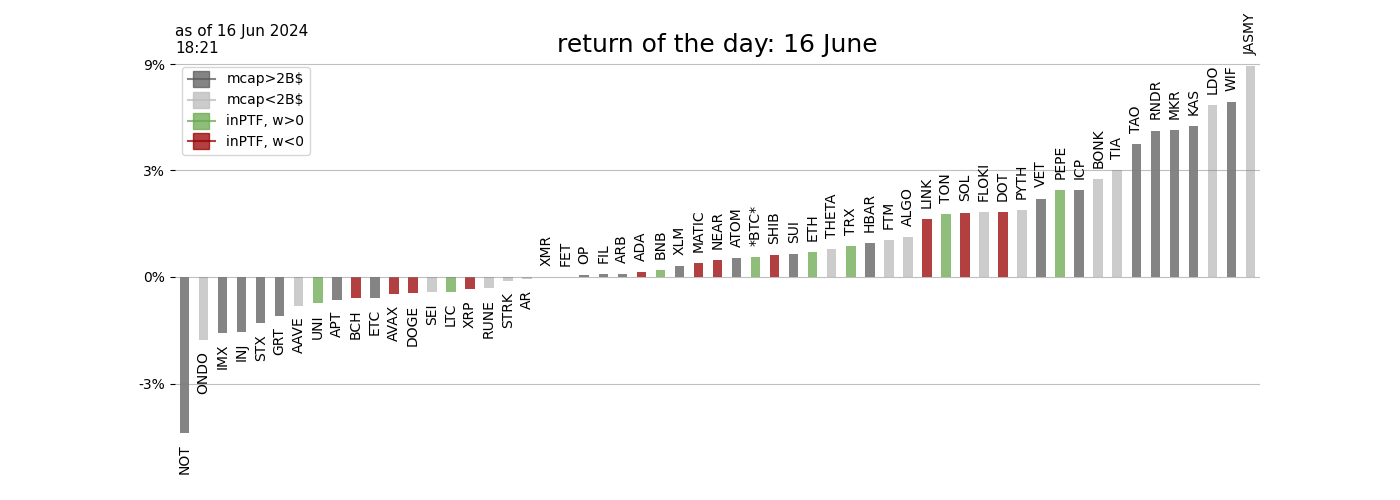 as of 16 Jun 2024
18:21
return of the day: 16 June
9%
3%
0%
-3%
mcap>2B$
mcap<2B$
inPTF, w>0
inPTF, w<0
NOT
ONDO
IMX
INJ
STX
GRT
AAVE
UNI
APT
BCH
ETC
AVAX
DOGE
SEI
LTC
XRP
RUNE
STRK
AR
XMR
FET
OP
FIL
ARB
ADA
BNB
XLM
MATIC
NEAR
ATOM
*BTC*
SHIB
SUI
ETH
THETA
TRX
HBAR
FTM
ALGO
LINK
TON
SOL
FLOKI
DOT
PYTH
VET
PEPE
ICP
BONK
TIA
TAO
RNDR
MKR
KAS
LDO
WIF
JASMY